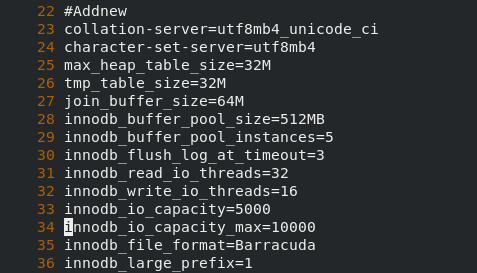 22 #Addnew
23 collation-server=utf8mb4_unicode_ci
24 character-set-server=utf8mb4
25 max_heap_table_size=32M
26 tmp_table_size=32M
27 join_buffer_size=64M
28 innodb_buffer_pool_size=512MB
29 innodb_buffer_pool_instances=5
30 innodb_flush_log_at_timeout=3
31 innodb_read_io_threads=32
32 innodb_write_io_threads=16
33 innodb_io_capacity=5000
34 innodb_io_capacity_max=10000
35 innodb_file_format=Barracuda
36 innodb_large_prefix=1